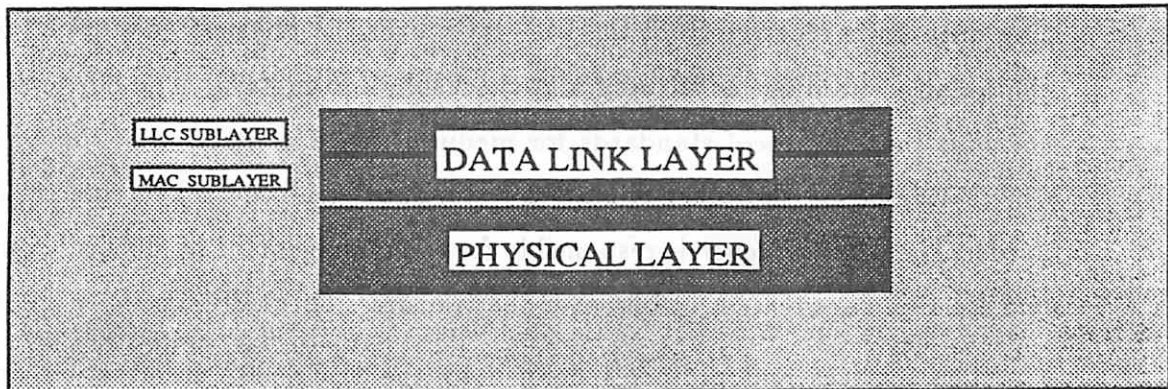 LLC SUBLAYER
DATA LINK LAYER
MAC SUBLAYER
PHYSICAL LAYER